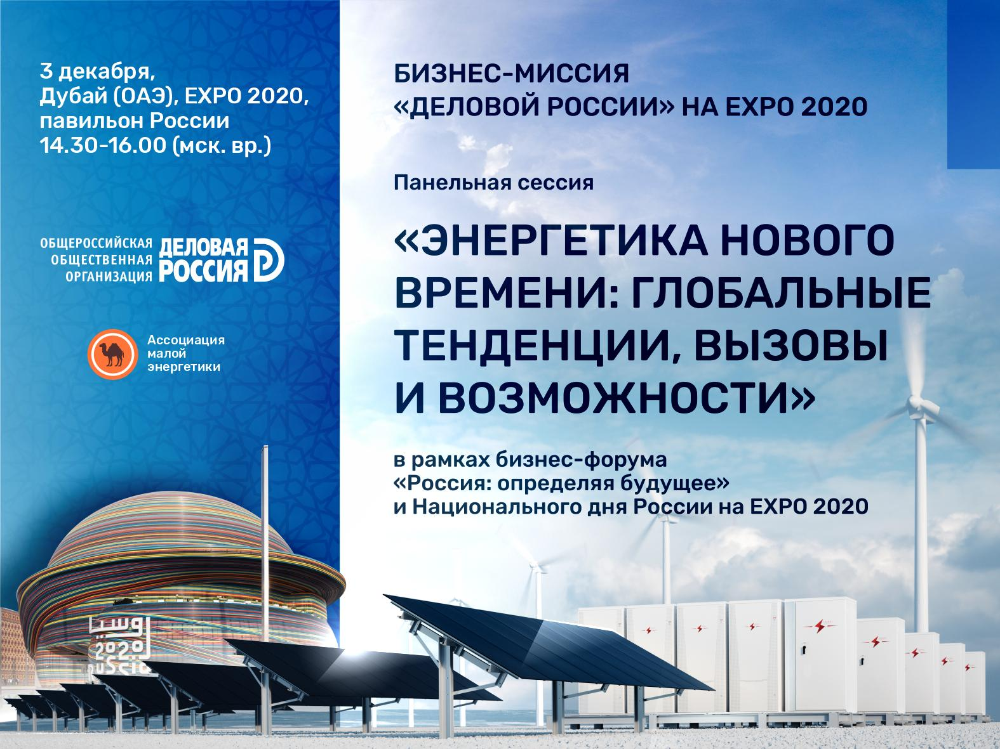 3 декабря,
Дубай (ОАЭ), EXPO 2020,
павильон России
14.30-16.00 (мск. вр.)
ОБЩЕРОССИЙСКАЯ
ОБЩЕСТВЕННАЯ
ОРГАНИЗАЦИЯ
ДЕЛОВАЯ
РОССИЯ
Ассоциация
малой
энергетики
БИЗНЕС-МИССИЯ
«ДЕЛОВОЙ РОССИИ» НА EXPO 2020
Панельная сессия
«ЭНЕРГЕТИКА НОВОГО
ВРЕМЕНИ: ГЛОБАЛЬНЫЕ
ТЕНДЕНЦИИ, ВЫЗОВЫ
И ВОЗМОЖНОСТИ»
в рамках бизнес-форума
«Россия: определяя будущее»
и Национального дня России на EXPO 2020
روسيا
2020
Russia